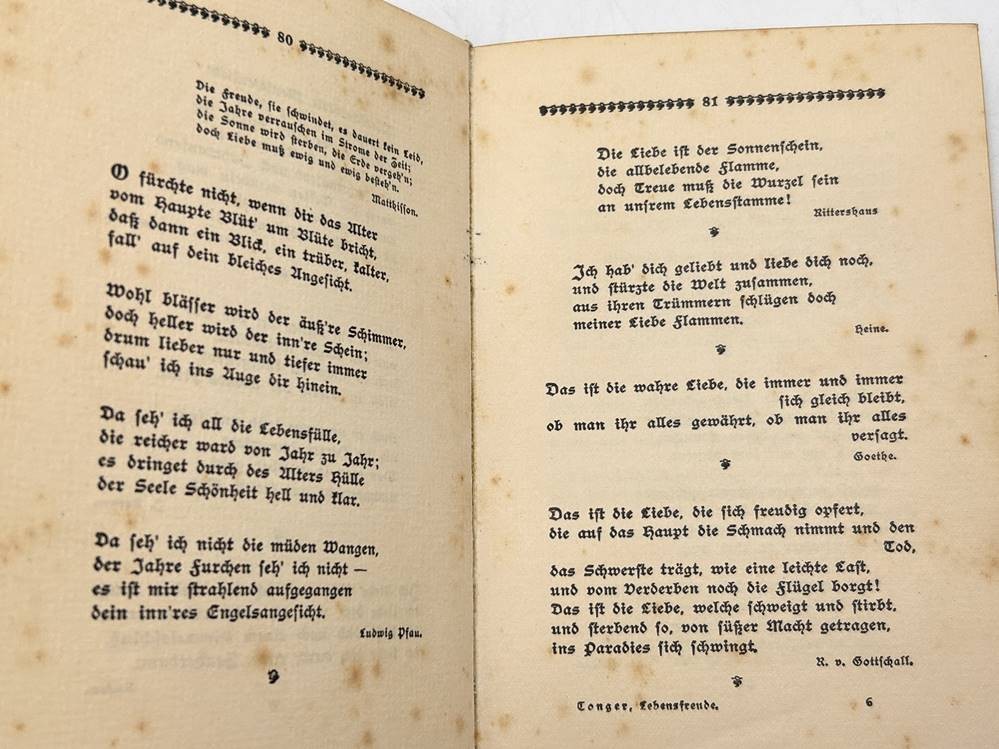 80
Die Freude, sie schwindet, es dauert kein Leid,
die Jahre verrauschen im Strome der Zeit;
die Sonne wird sterben, die Erde vergeh'n;
doch Liebe muß ewig und ewig besteh'n.
Matthisson.
O fürchte nicht, wenn dir das Alter
vom Haupte Blüt' um Blüte bricht,
daß dann ein Blick, ein trüber, kalter,
fall' auf dein bleiches Angesicht.
Wohl blässer wird der äuß're Schimmer,
doch heller wird der inn're Schein;
drum lieber nur und tiefer immer
schau' ich ins Auge dir hinein.
Da seh' ich all die Lebensfülle,
die reicher ward von Jahr zu Jahr;
es dringet durch des Alters Hülle
der Seele Schönheit hell und klar.
Da seh' ich nicht die müden Wangen,
der Jahre Furchen seh' ich nicht —
es ist mir strahlend aufgegangen
dein inn'res Engelsangesicht.
Ludwig Pfau.
81
Die Liebe ist der Sonnenschein,
die allbelebende Flamme,
doch Treue muß die Wurzel sein
an unsrem Lebensstamme!
Rittershaus
Ich hab' dich geliebt und liebe dich noch,
und stürzte die Welt zusammen,
aus ihren Trümmern schlügen doch
meiner Liebe Flammen.
Heine.
Das ist die wahre Liebe, die immer und immer
sich gleich bleibt,
ob man ihr alles gewährt, ob man ihr alles
versagt.
Goethe.
Das ist die Liebe, die sich freudig opfert,
die auf das Haupt die Schmach nimmt und den
Tod,
das Schwerste trägt, wie eine leichte Last,
und vom Verderben noch die Flügel borgt!
Das ist die Liebe, welche schweigt und stirbt,
und sterbend so, von süßer Macht getragen,
ins Paradies sich schwingt.
R. v. Gottschall.
Tonger, Lebensfreude.
6